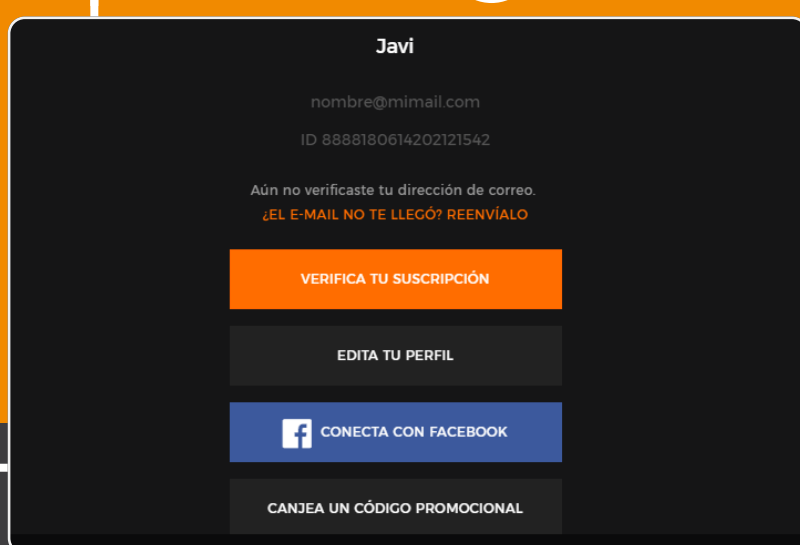 Javi
nombre@mimail.com
ID 8888180614202121542
Aún no verificaste tu dirección de correo.
¿EL E-MAIL NO TE LLEGÓ? REENVÍALO
VERIFICA TU SUSCRIPCIÓN
EDITA TU PERFIL
CONECTA CON FACEBOOK
CANJEA UN CÓDIGO PROMOCIONAL